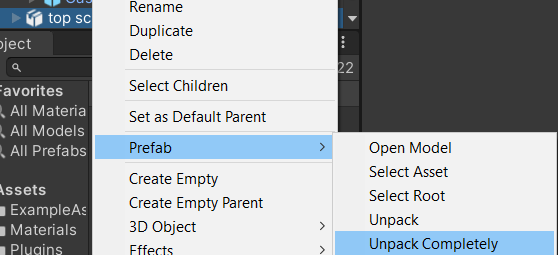 Rename
top sc
Duplicate
Delete
oject
22
Select Children
Favorites
All Materia
Set as Default Parent
All Models
All Prefabs
Prefab
Open Model
Select Asset
Create Empty
Assets
Select Root
Create Empty Parent
ExampleAs
Unpack
3D Object
Materials
Unpack Completely
Effects
Plugins